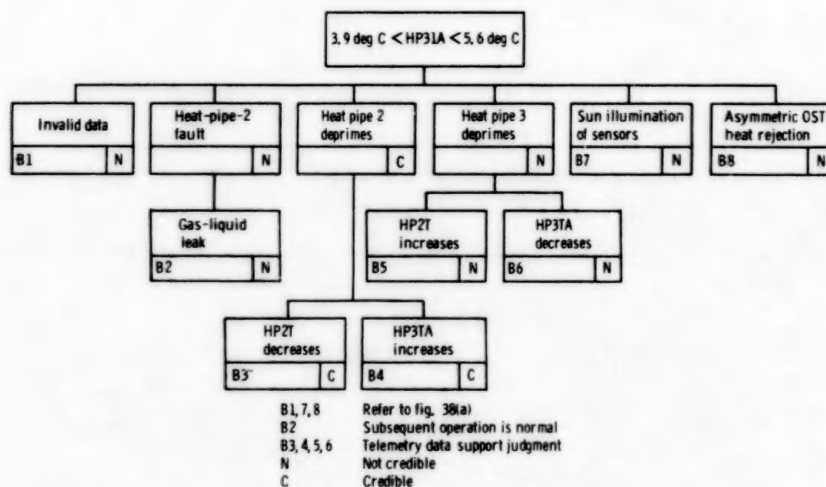 3.9 deg C < HP31A < 5.6 deg C
Invalid data
B1 N
Heat-pipe-2
fault
N
Heat pipe 2
deprimes
C
Heat pipe 3
deprimes
N
Sun illumination
of sensors
B7 N
Asymmetric OST
heat rejection
B8 N
Gas-liquid
leak
B2 N
HP2T
increases
B5 N
HP3TA
decreases
B6 N
HP2T
decreases
B3 C
HP3TA
increases
B4 C
B1, 7, 8 Refer to fig. 38(a)
B2 Subsequent operation is normal
B3, 4, 5, 6 Telemetry data support judgment
N Not credible
C Credible